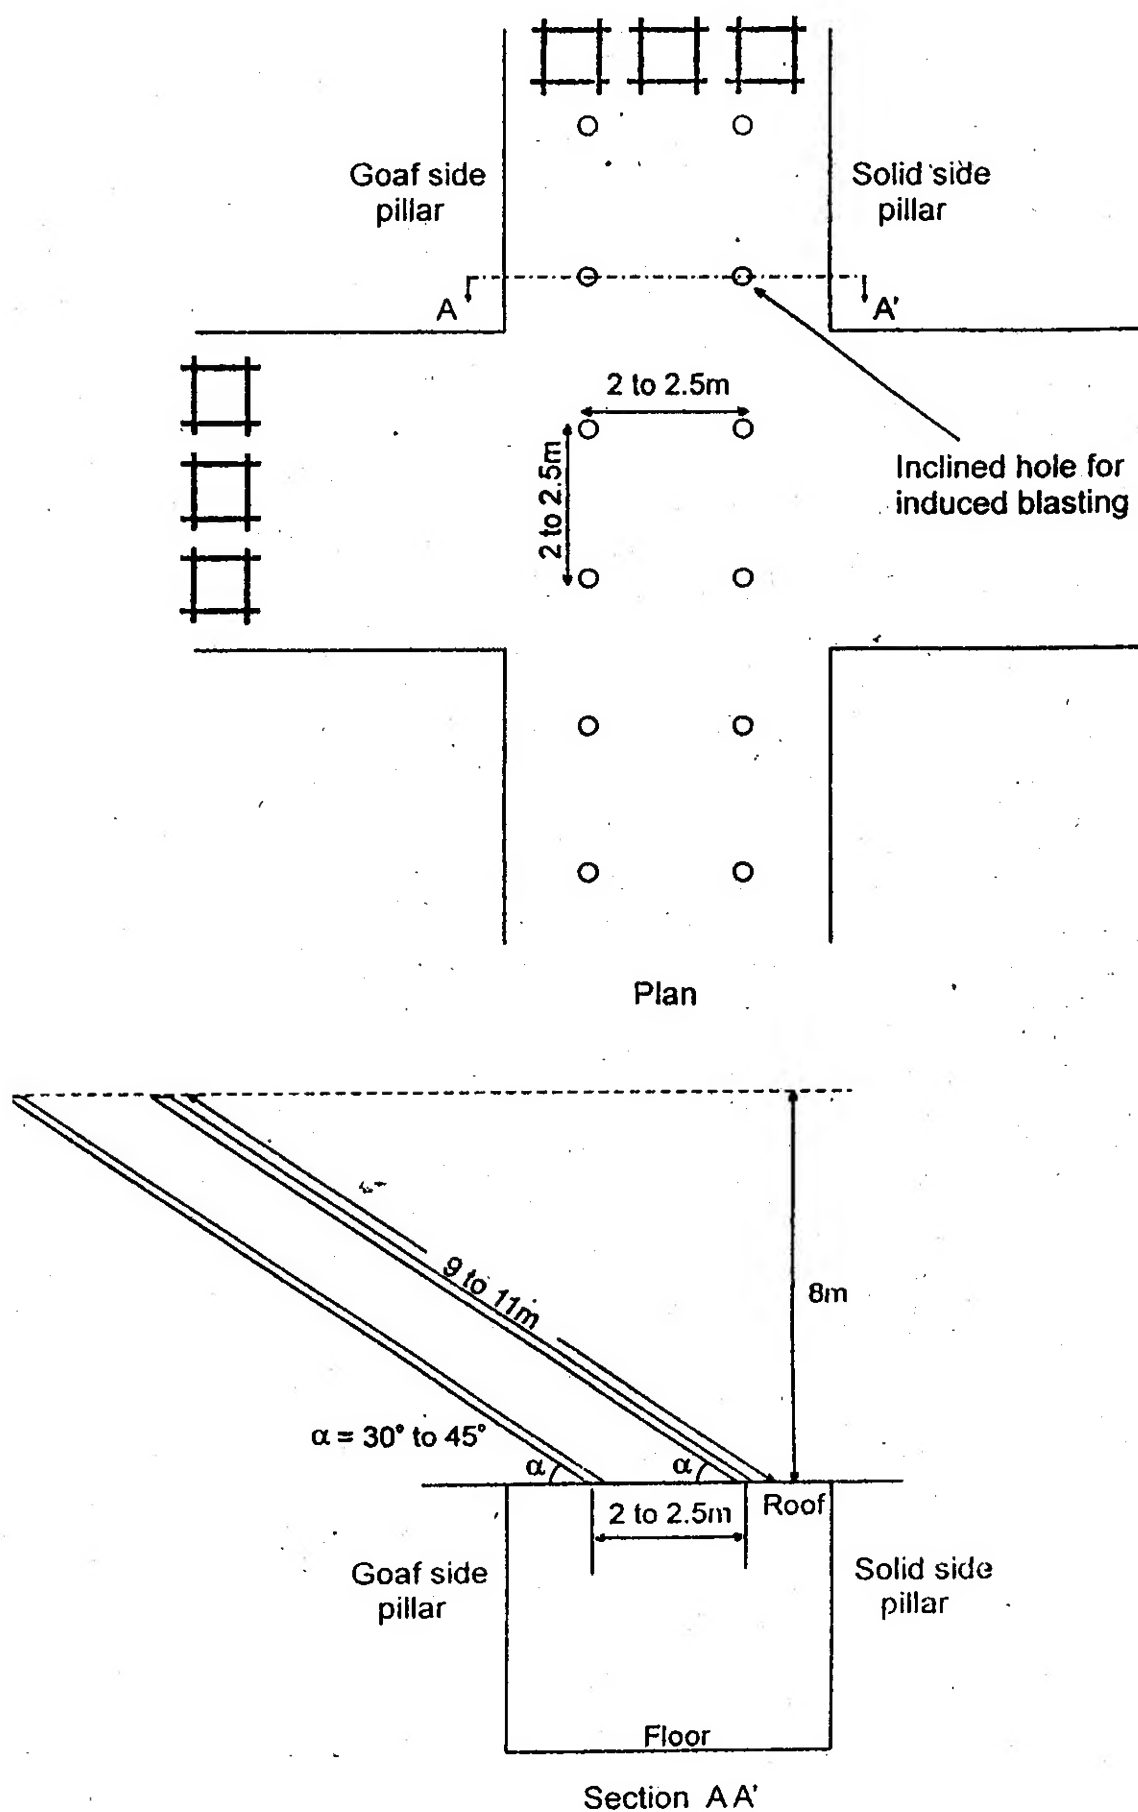 Goaf side
pillar
Solid side
pillar
A
A'
2 to 2.5m
2 to 2.5m
Inclined hole for
induced blasting
Plan
9 to 11m
8m
α = 30° to 45°
α
α
Roof
2 to 2.5m
Goaf side
pillar
Solid side
pillar
Floor
Section A A'